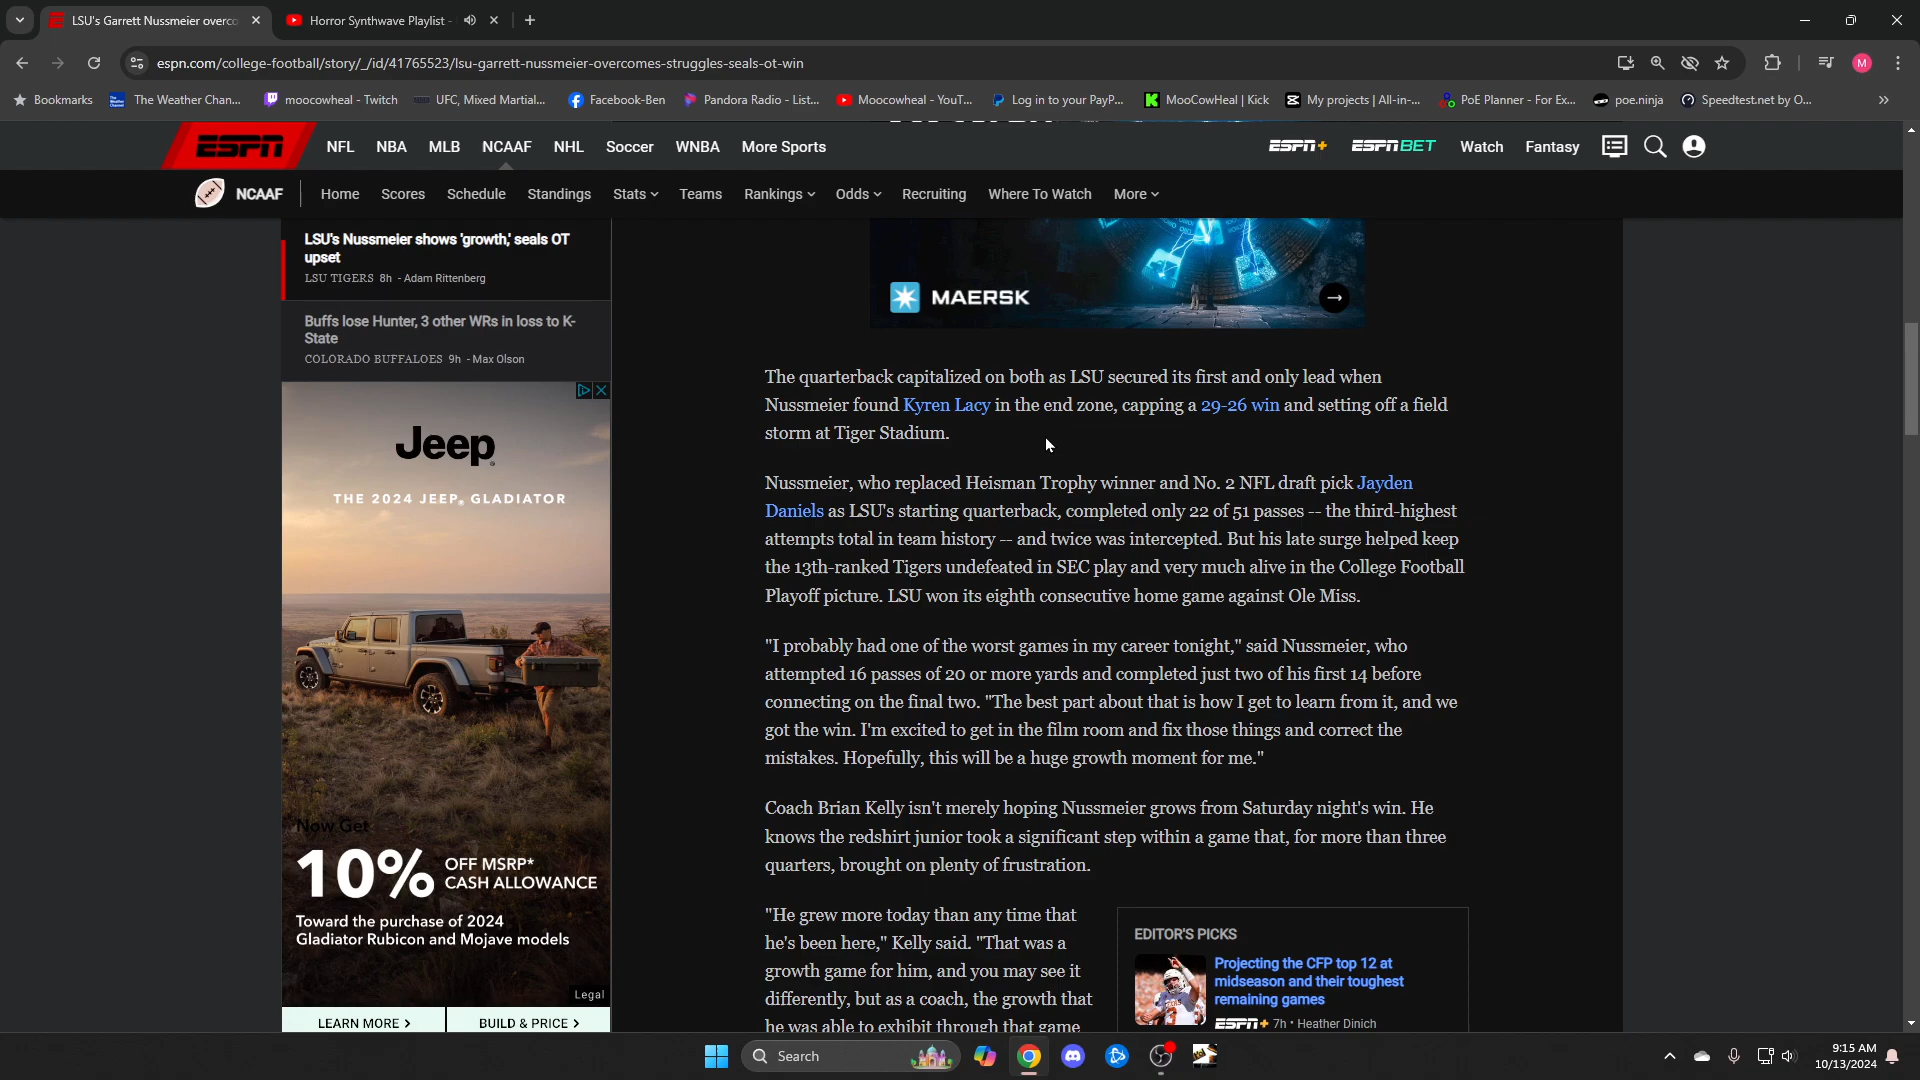 LSU's Garrett Nussmeier overco
Horror Synthwave Playlist -
espn.com/college-football/story/_/id/41765523/lsu-garrett-nussmeier-overcomes-struggles-seals-ot-win
M
Bookmarks
The Weather Chan...
moocowheal - Twitch
UFC, Mixed Martial...
Facebook-Ben
Pandora Radio - List...
Moocowheal - YouT...
Log in to your PayP...
MooCowHeal | Kick
My projects | All-in-...
PoE Planner - For Ex...
poe.ninja
Speedtest.net by O...
ESPN
NFL
NBA
MLB
NCAAF
NHL
Soccer
WNBA
More Sports
ESPN+
ESPN BET
Watch
Fantasy
NCAAF
Home
Scores
Schedule
Standings
Stats
Teams
Rankings
Odds
Recruiting
Where To Watch
More
LSU's Nussmeier shows 'growth,' seals OT
upset
LSU TIGERS 8h - Adam Rittenberg
Buffs lose Hunter, 3 other WRs in loss to K-
State
COLORADO BUFFALOES 9h - Max Olson
Jeep
THE 2024 JEEP® GLADIATOR
Now Get
10% OFF MSRP*
CASH ALLOWANCE
Toward the purchase of 2024
Gladiator Rubicon and Mojave models
Legal
LEARN MORE >
BUILD & PRICE >
MAERSK
The quarterback capitalized on both as LSU secured its first and only lead when
Nussmeier found Kyren Lacy in the end zone, capping a 29-26 win and setting off a field
storm at Tiger Stadium.
Nussmeier, who replaced Heisman Trophy winner and No. 2 NFL draft pick Jayden
Daniels as LSU's starting quarterback, completed only 22 of 51 passes -- the third-highest
attempts total in team history -- and twice was intercepted. But his late surge helped keep
the 13th-ranked Tigers undefeated in SEC play and very much alive in the College Football
Playoff picture. LSU won its eighth consecutive home game against Ole Miss.
"I probably had one of the worst games in my career tonight," said Nussmeier, who
attempted 16 passes of 20 or more yards and completed just two of his first 14 before
connecting on the final two. "The best part about that is how I get to learn from it, and we
got the win. I'm excited to get in the film room and fix those things and correct the
mistakes. Hopefully, this will be a huge growth moment for me."
Coach Brian Kelly isn't merely hoping Nussmeier grows from Saturday night's win. He
knows the redshirt junior took a significant step within a game that, for more than three
quarters, brought on plenty of frustration.
"He grew more today than any time that
he's been here," Kelly said. "That was a
growth game for him, and you may see it
differently, but as a coach, the growth that
he was able to exhibit through that game
EDITOR'S PICKS
Projecting the CFP top 12 at
midseason and their toughest
remaining games
ESPN+ 7h • Heather Dinich
Search
9:15 AM
10/13/2024